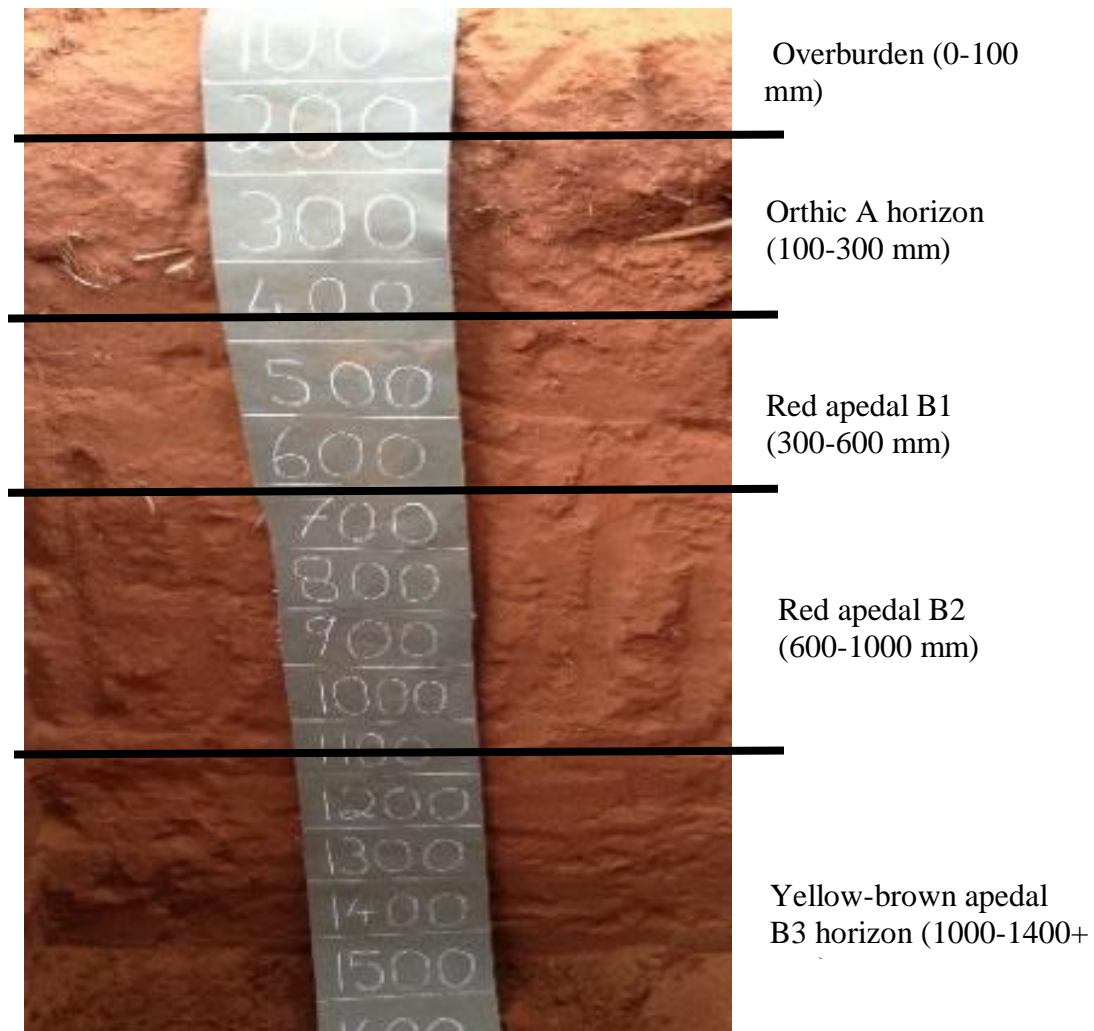 100
200
300
400
500
600
700
800
900
1000
1100
1200
1300
1400
1500
Overburden (0-100
mm)
Orthic A horizon
(100-300 mm)
Red apedal B1
(300-600 mm)
Red apedal B2
(600-1000 mm)
Yellow-brown apedal
B3 horizon (1000-1400+